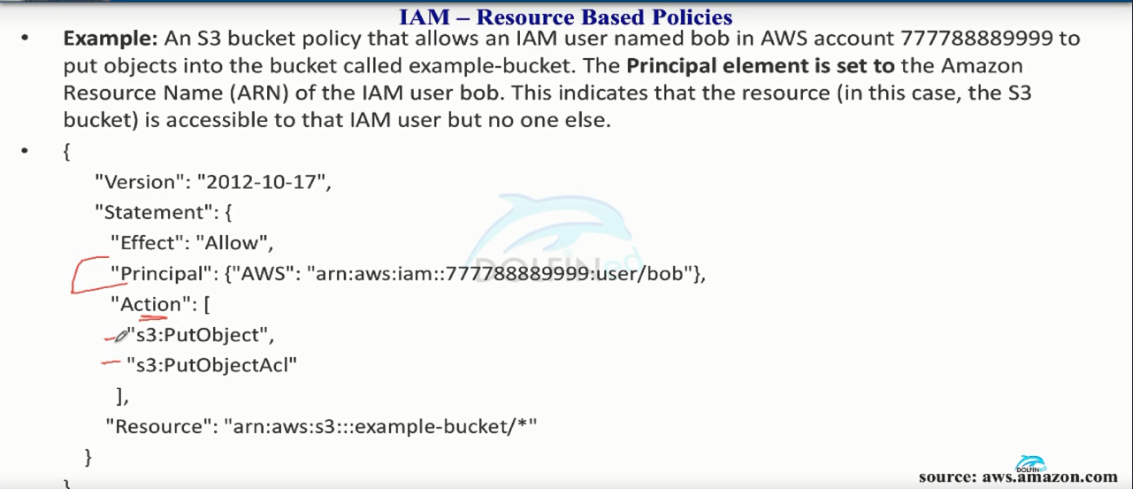 IAM – Resource Based Policies
• Example: An S3 bucket policy that allows an IAM user named bob in AWS account 777788889999 to
put objects into the bucket called example-bucket. The Principal element is set to the Amazon
Resource Name (ARN) of the IAM user bob. This indicates that the resource (in this case, the S3
bucket) is accessible to that IAM user but no one else.
• {
"Version": "2012-10-17",
"Statement": {
"Effect": "Allow",
"Principal": {"AWS": "arn:aws:iam::777788889999:user/bob"},
"Action": [
"s3:PutObject",
"s3:PutObjectAcl"
],
"Resource": "arn:aws:s3:::example-bucket/*"
}
}
DOLFINed
DOLFINed
source: aws.amazon.com